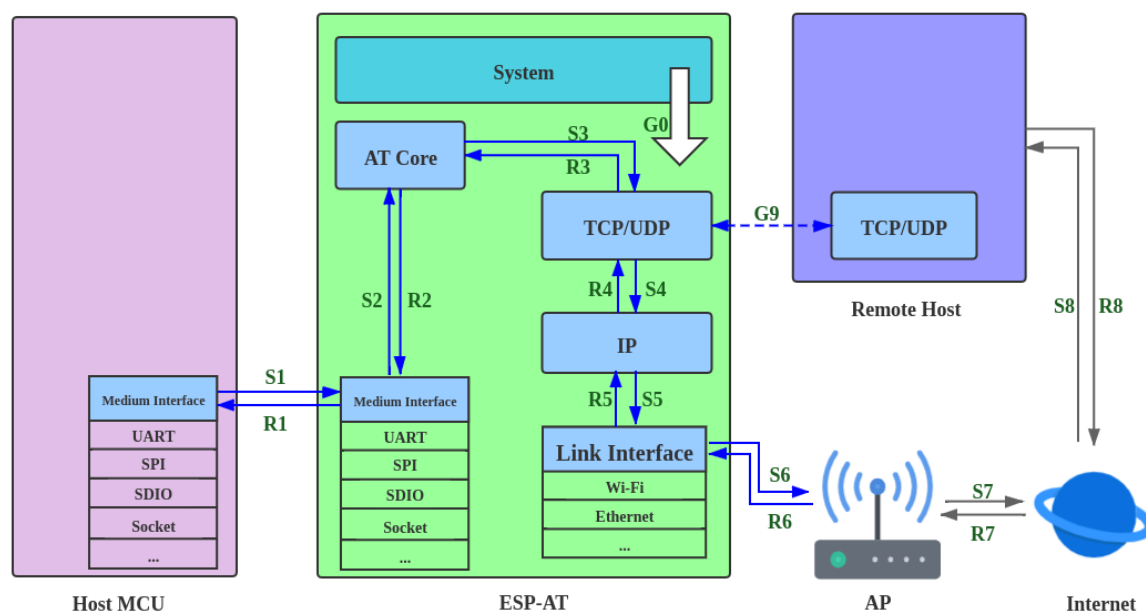 System
G0
S3
AT Core
R3
TCP/UDP
G9
TCP/UDP
S2
R2
R4
S4
Remote Host
S8
R8
IP
S1
R1
Medium Interface
UART
SPI
SDIO
Socket
...
Medium Interface
UART
SPI
SDIO
Socket
...
R5
S5
Link Interface
Wi-Fi
Ethernet
...
S6
R6
S7
R7
Host MCU
ESP-AT
AP
Internet